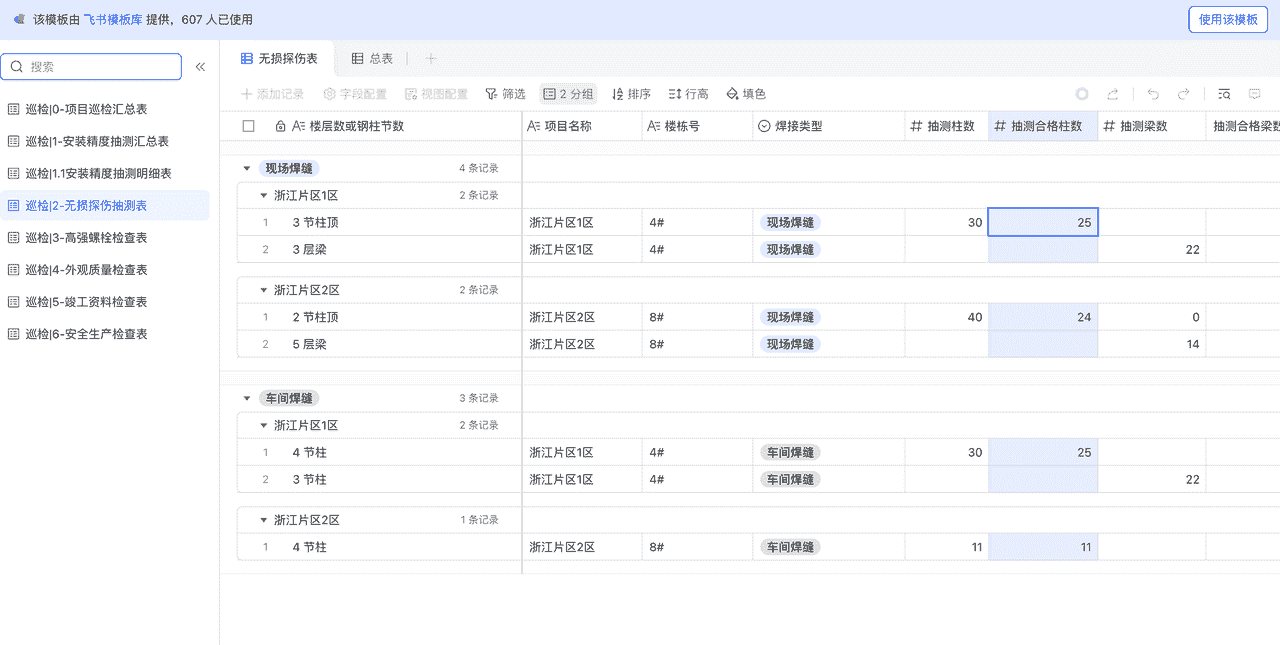 该模板由 飞书模板库 提供，607 人已使用
使用该模板
搜索
巡检|0-项目巡检汇总表
巡检|1-安装精度抽测汇总表
巡检|1.1安装精度抽测明细表
巡检|2-无损探伤抽测表
巡检|3-高强螺栓检查表
巡检|4-外观质量检查表
巡检|5-竣工资料检查表
巡检|6-安全生产检查表
无损探伤表 总表
添加记录 字段配置 视图配置 筛选 2 分组 排序 行高 填色
楼层数或钢柱节数 项目名称 楼栋号 焊接类型 抽测柱数 抽测合格柱数 抽测梁数 抽测合格梁数
现场焊缝 4 条记录
浙江片区1区 2 条记录
1 3 节柱顶 浙江片区1区 4# 现场焊缝 30 25
2 3 层梁 浙江片区1区 4# 现场焊缝 22
浙江片区2区 2 条记录
1 2 节柱顶 浙江片区2区 8# 现场焊缝 40 24 0
2 5 层梁 浙江片区2区 8# 现场焊缝 14
车间焊缝 3 条记录
浙江片区1区 2 条记录
1 4 节柱 浙江片区1区 4# 车间焊缝 30 25
2 3 节柱 浙江片区1区 4# 车间焊缝 22
浙江片区2区 1 条记录
1 4 节柱 浙江片区2区 8# 车间焊缝 11 11